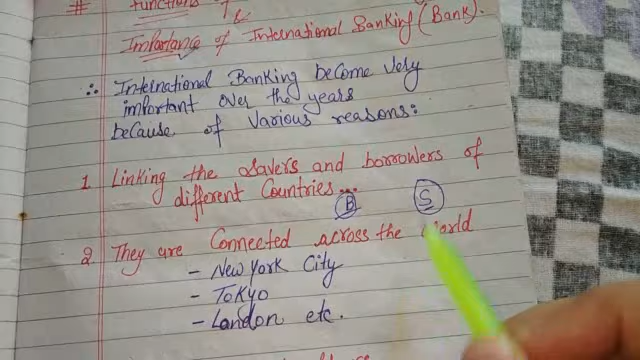 # Functions of
Importance of International Banking (Bank).
∴ International Banking become very
important over the years
because of various reasons:
1 Linking the savers and borrowers of
different Countries...
B S
2 They are Connected across the World
- New York City
- Tokyo
- London etc.